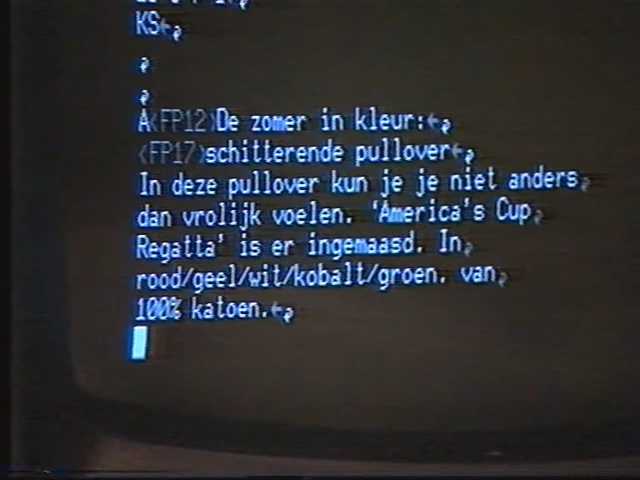 KS
A<FP12>De zomer in kleur:
<FP17>schitterende pullover
In deze pullover kun je je niet anders
dan vrolijk voelen. 'America's Cup
Regatta' is er ingemaasd. In
rood/geel/wit/kobalt/groen. van
100% katoen.